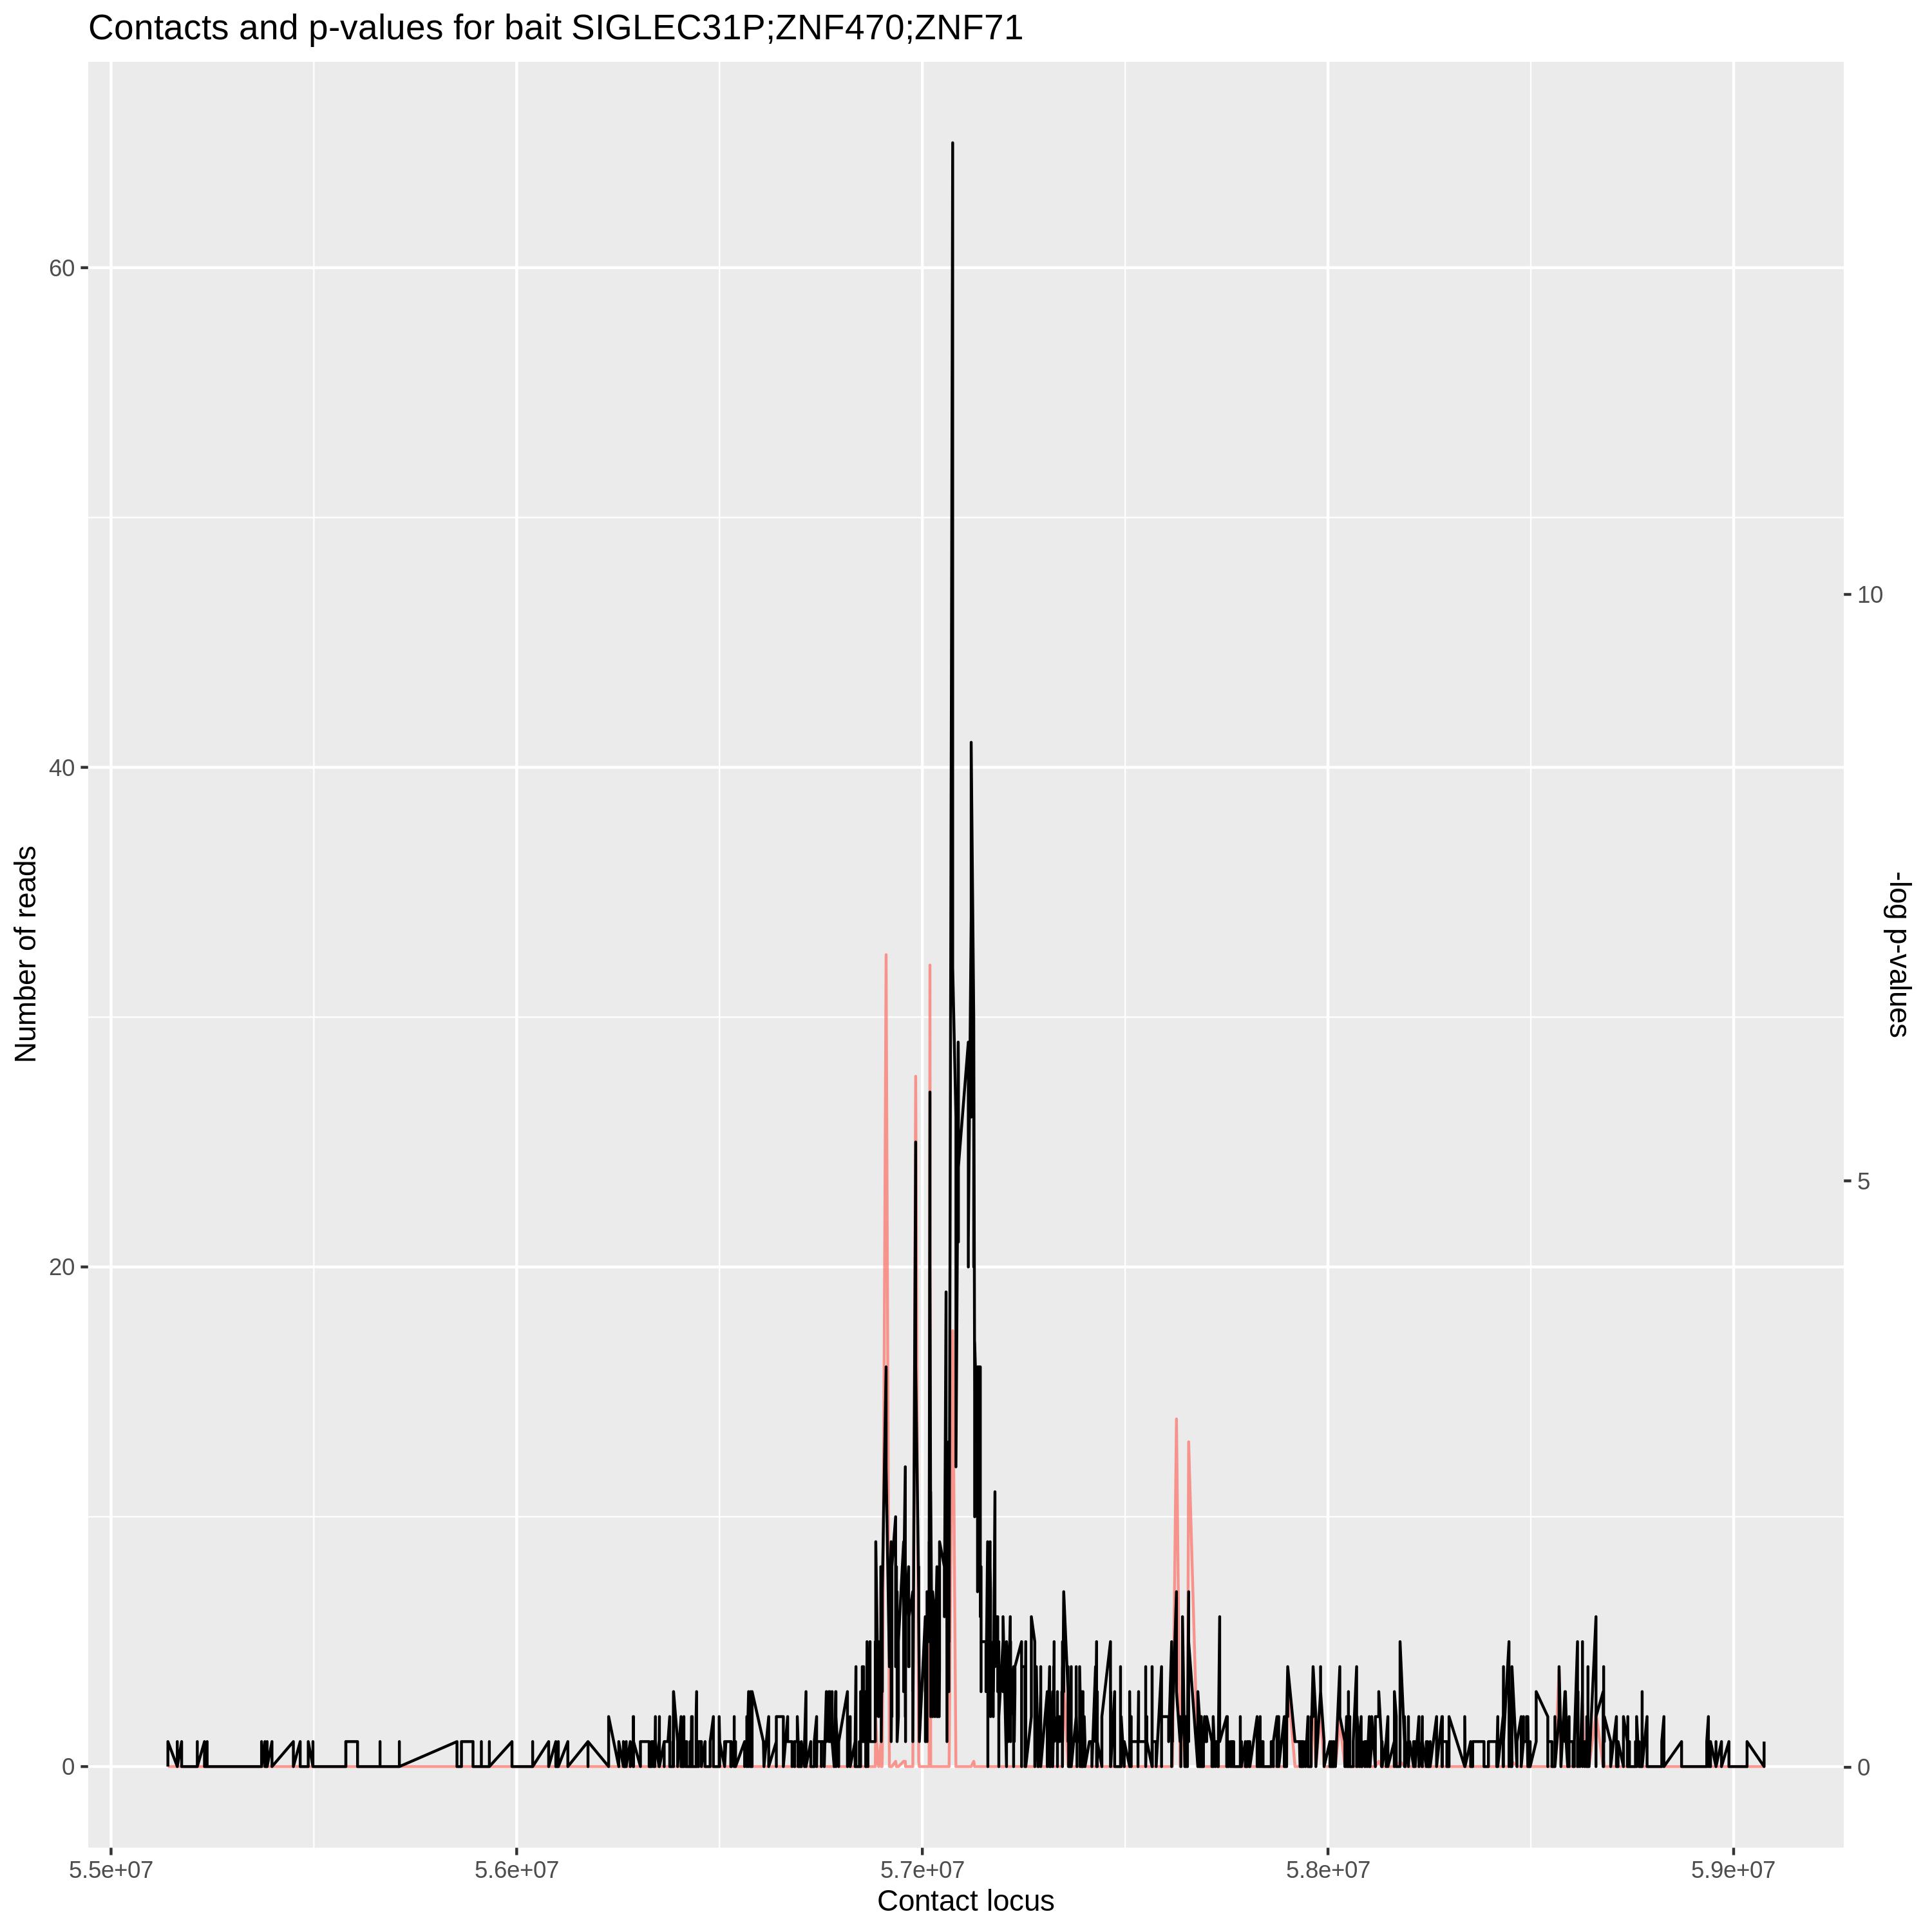 Contacts and p-values for bait SIGLEC31P;ZNF470;ZNF71
60
40
20
0
Number of reads
10
5
0
-log p-values
5.5e+07 5.6e+07 5.7e+07 5.8e+07 5.9e+07
Contact locus